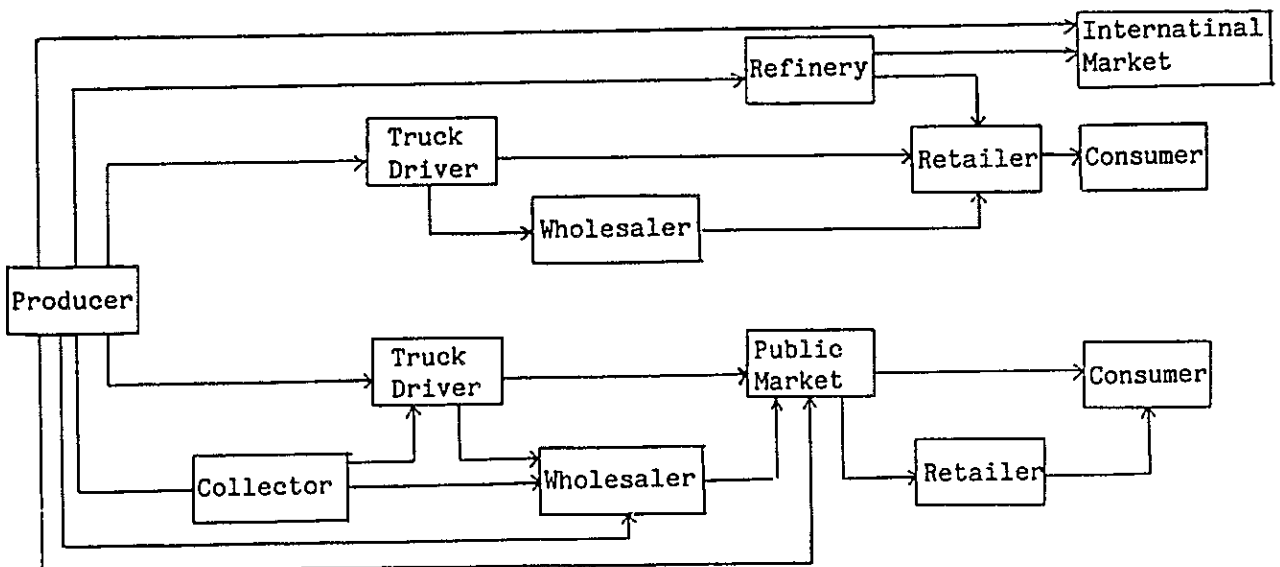 Internatinal
Market
Refinery
Truck
Driver
Retailer
Consumer
Wholesaler
Producer
Truck
Driver
Public
Market
Consumer
Collector
Wholesaler
Retailer